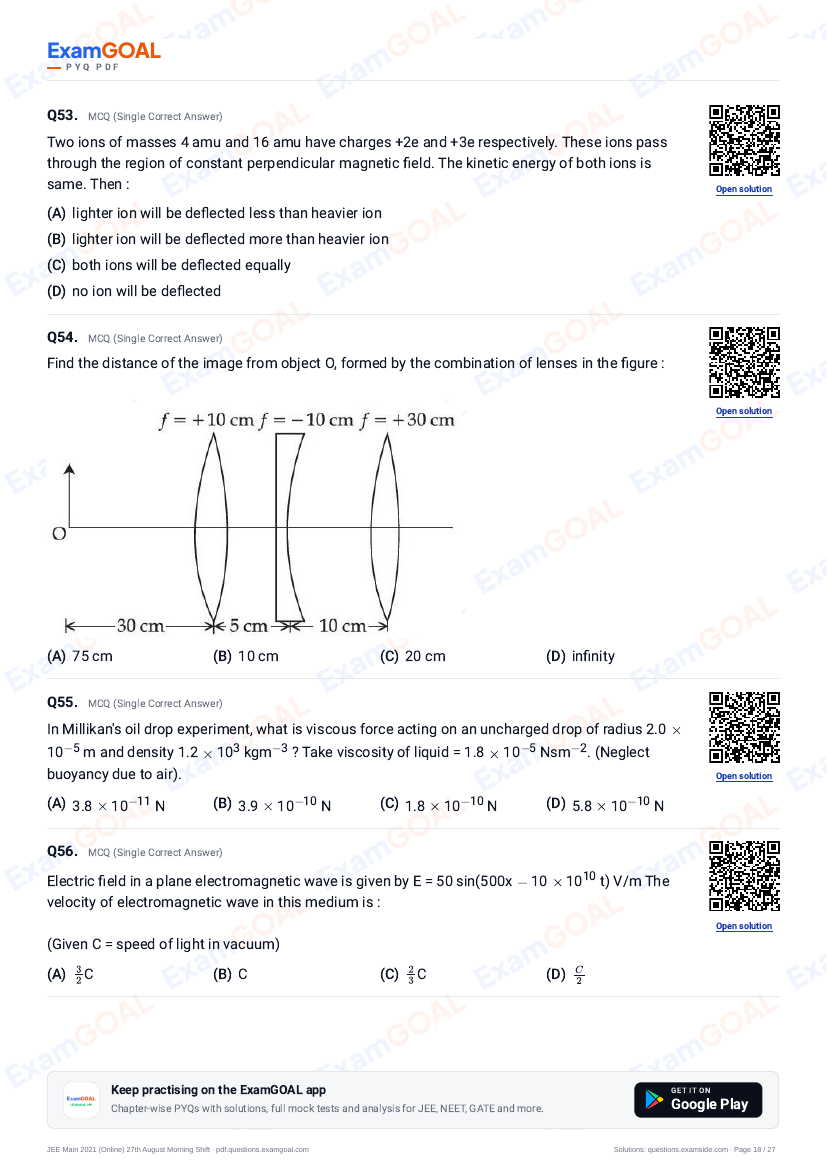 ExamGOAL
PYQ PDF
Q53. MCQ (Single Correct Answer)
Two ions of masses 4 amu and 16 amu have charges +2e and +3e respectively. These ions pass
through the region of constant perpendicular magnetic field. The kinetic energy of both ions is
same. Then :
(A) lighter ion will be deflected less than heavier ion
(B) lighter ion will be deflected more than heavier ion
(C) both ions will be deflected equally
(D) no ion will be deflected
Open solution
Q54. MCQ (Single Correct Answer)
Find the distance of the image from object O, formed by the combination of lenses in the figure :
Open solution
f = +10 cm f = −10 cm f = +30 cm
O
30 cm 5 cm 10 cm
(A) 75 cm (B) 10 cm (C) 20 cm (D) infinity
Q55. MCQ (Single Correct Answer)
In Millikan's oil drop experiment, what is viscous force acting on an uncharged drop of radius 2.0 ×
10⁻⁵ m and density 1.2 × 10³ kgm⁻³ ? Take viscosity of liquid = 1.8 × 10⁻⁵ Nsm⁻². (Neglect
buoyancy due to air).
Open solution
(A) 3.8 × 10⁻¹¹ N (B) 3.9 × 10⁻¹⁰ N (C) 1.8 × 10⁻¹⁰ N (D) 5.8 × 10⁻¹⁰ N
Q56. MCQ (Single Correct Answer)
Electric field in a plane electromagnetic wave is given by E = 50 sin(500x − 10 × 10¹⁰ t) V/m The
velocity of electromagnetic wave in this medium is :
Open solution
(Given C = speed of light in vacuum)
(A) 3/2 C (B) C (C) 2/3 C (D) C/2
Keep practising on the ExamGOAL app
Chapter-wise PYQs with solutions, full mock tests and analysis for JEE, NEET, GATE and more.
GET IT ON
Google Play
JEE Main 2021 (Online) 27th August Morning Shift · pdf.questions.examgoal.com
Solutions: questions.examside.com · Page 18 / 27